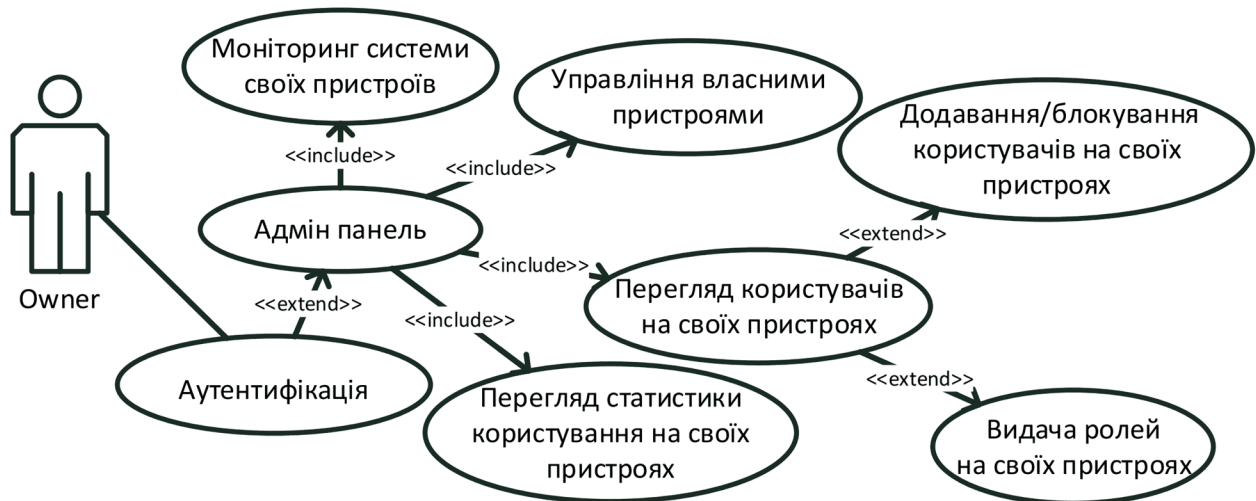 Моніторинг системи
своїх пристроїв
Управління власними
пристроями
Додавання/блокування
користувачів на своїх
пристроях
<<include>>
<<include>>
Адмін панель
<<extend>>
<<include>>
Owner
<<extend>>
<<include>>
Перегляд користувачів
на своїх пристроях
Аутентифікація
<<extend>>
Перегляд статистики
користування на своїх
пристроях
Видача ролей
на своїх пристроях